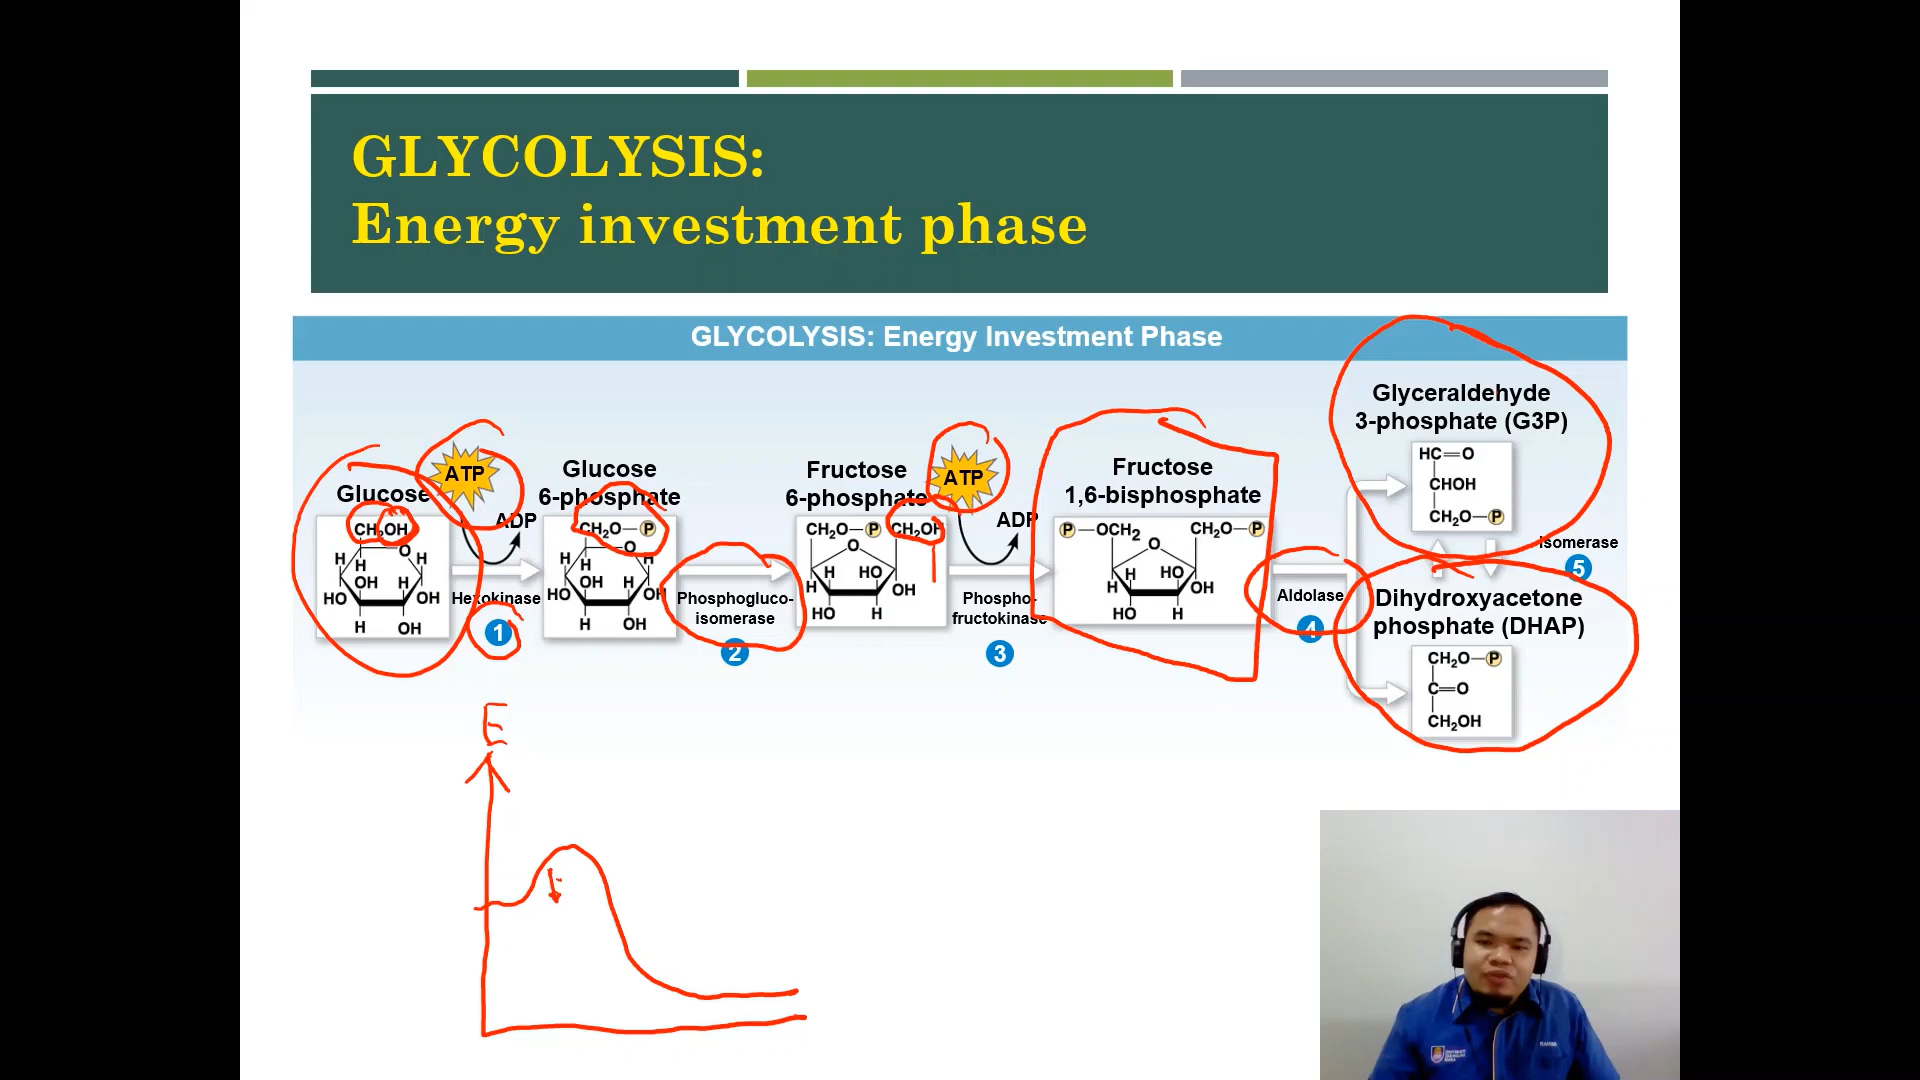 GLYCOLYSIS:
Energy investment phase
GLYCOLYSIS: Energy Investment Phase
Glucose
CH₂OH
O
H
H
H
OH
H
HO
OH
H
OH
ATP
ADP
Hexokinase
1
Glucose
6-phosphate
CH₂O—P
O
H
H
H
OH
H
HO
OH
H
OH
Phosphogluco-
isomerase
2
Fructose
6-phosphate
CH₂O—P
CH₂OH
O
H
HO
H
OH
HO
H
ATP
ADP
Phospho-
fructokinase
3
Fructose
1,6-bisphosphate
P—OCH₂
CH₂O—P
O
H
HO
H
OH
HO
H
Aldolase
4
Glyceraldehyde
3-phosphate (G3P)
HC=O
CHOH
CH₂O—P
Isomerase
5
Dihydroxyacetone
phosphate (DHAP)
CH₂O—P
C=O
CH₂OH
E